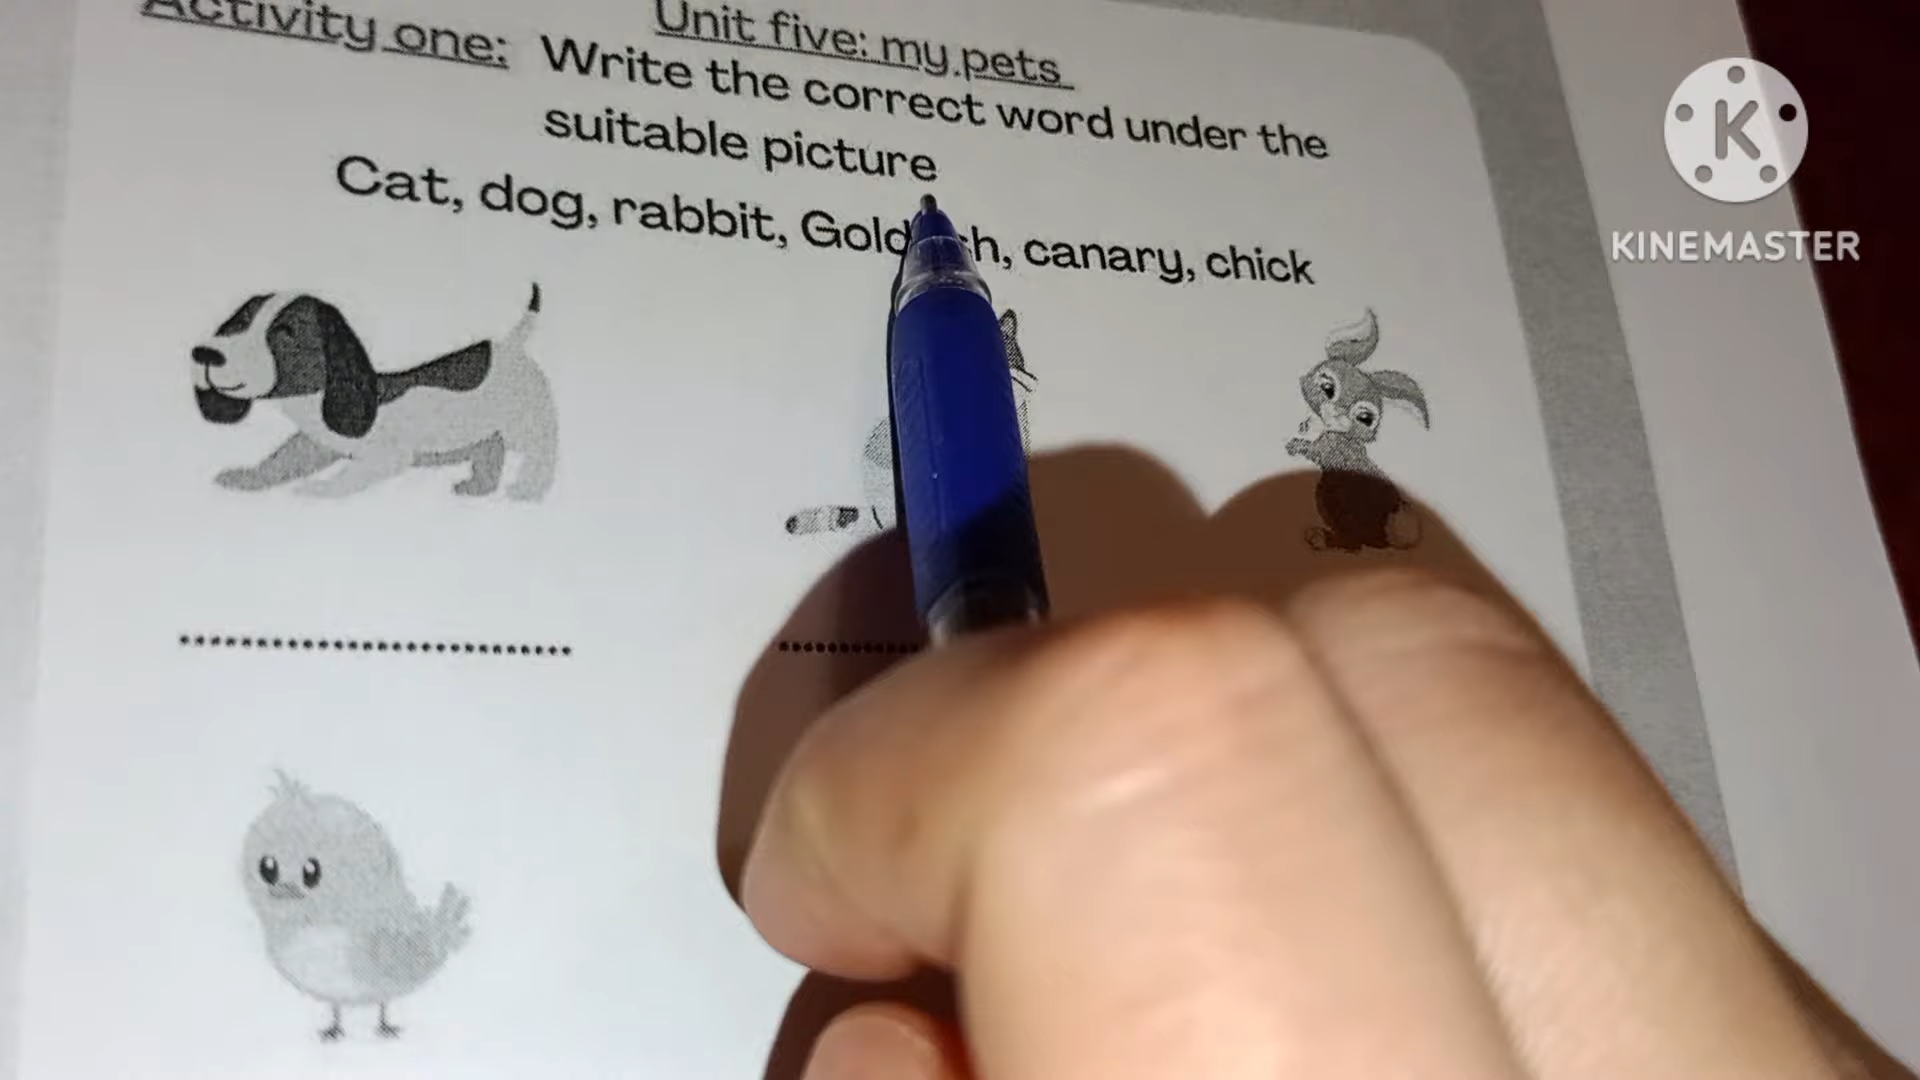 Unit five: my pets
Activity one: Write the correct word under the
suitable picture
Cat, dog, rabbit, canary, chick
K
KINEMASTER